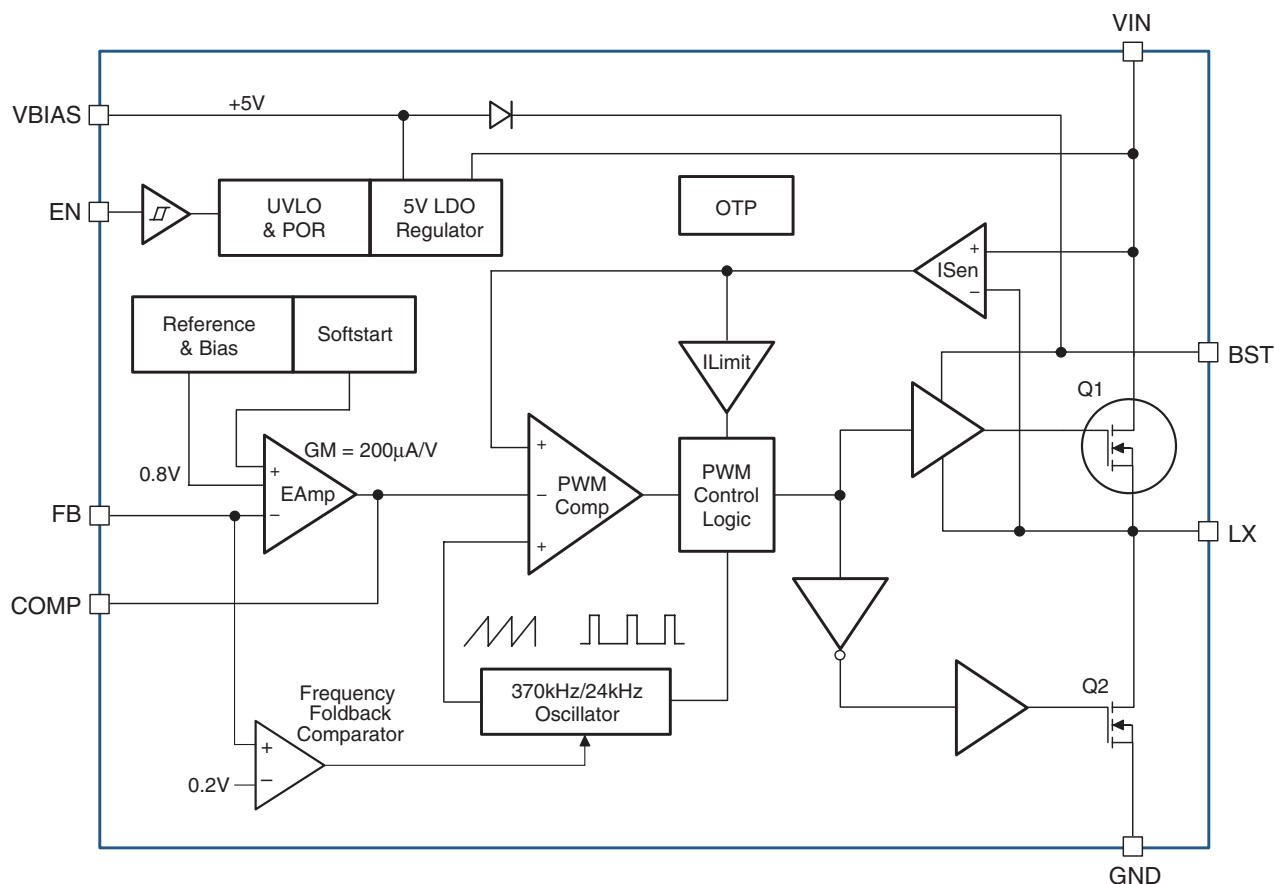 VIN
VBIAS
+5V
EN
UVLO
& POR
5V LDO
Regulator
OTP
+
ISen
−
Reference
& Bias
Softstart
ILimit
BST
Q1
GM = 200µA/V
0.8V
+
EAmp
−
FB
+
−
PWM
Comp
+
PWM
Control
Logic
LX
COMP
370kHz/24kHz
Oscillator
Frequency
Foldback
Comparator
+
0.2V
−
Q2
GND